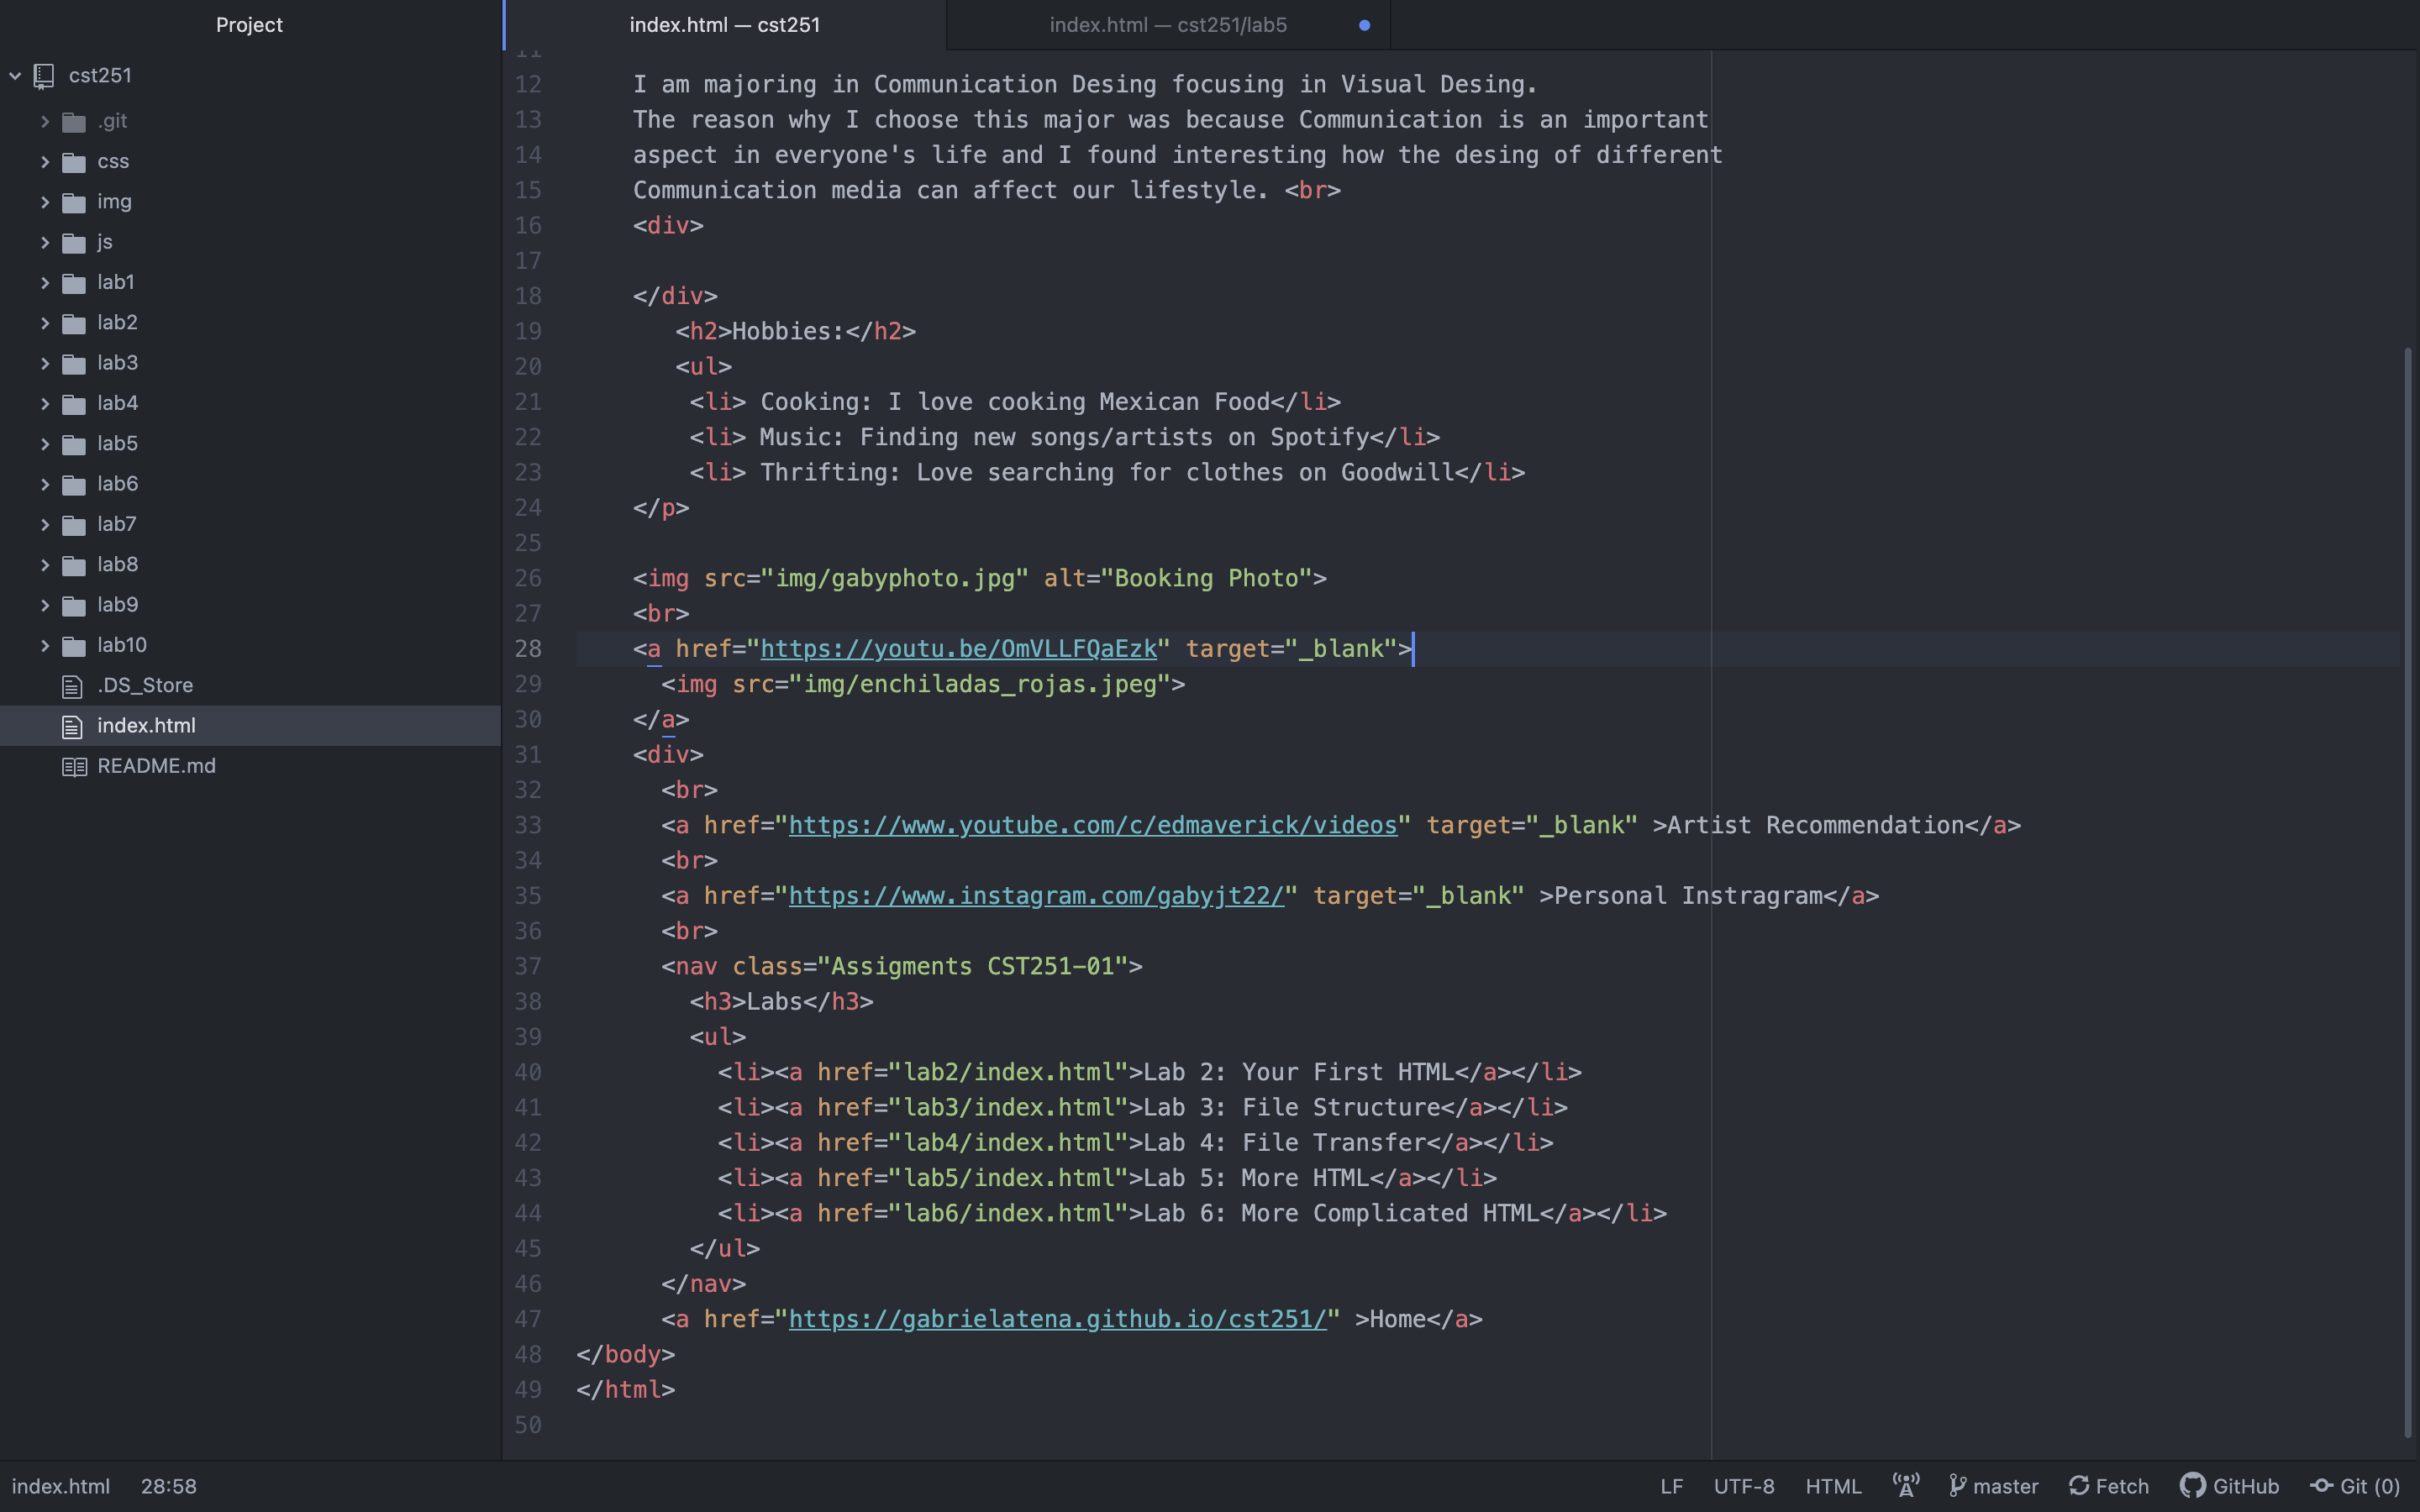 Project
index.html — cst251
index.html — cst251/lab5
cst251
.git
css
img
js
lab1
lab2
lab3
lab4
lab5
lab6
lab7
lab8
lab9
lab10
.DS_Store
index.html
README.md
11
12 I am majoring in Communication Desing focusing in Visual Desing.
13 The reason why I choose this major was because Communication is an important
14 aspect in everyone's life and I found interesting how the desing of different
15 Communication media can affect our lifestyle. <br>
16 <div>
17
18 </div>
19 <h2>Hobbies:</h2>
20 <ul>
21 <li> Cooking: I love cooking Mexican Food</li>
22 <li> Music: Finding new songs/artists on Spotify</li>
23 <li> Thrifting: Love searching for clothes on Goodwill</li>
24 </p>
25
26 <img src="img/gabyphoto.jpg" alt="Booking Photo">
27 <br>
28 <a href="https://youtu.be/OmVLLFQaEzk" target="_blank">
29 <img src="img/enchiladas_rojas.jpeg">
30 </a>
31 <div>
32 <br>
33 <a href="https://www.youtube.com/c/edmaverick/videos" target="_blank" >Artist Recommendation</a>
34 <br>
35 <a href="https://www.instagram.com/gabyjt22/" target="_blank" >Personal Instragram</a>
36 <br>
37 <nav class="Assigments CST251-01">
38 <h3>Labs</h3>
39 <ul>
40 <li><a href="lab2/index.html">Lab 2: Your First HTML</a></li>
41 <li><a href="lab3/index.html">Lab 3: File Structure</a></li>
42 <li><a href="lab4/index.html">Lab 4: File Transfer</a></li>
43 <li><a href="lab5/index.html">Lab 5: More HTML</a></li>
44 <li><a href="lab6/index.html">Lab 6: More Complicated HTML</a></li>
45 </ul>
46 </nav>
47 <a href="https://gabrielatena.github.io/cst251/" >Home</a>
48 </body>
49 </html>
50
index.html 28:58 LF UTF-8 HTML master Fetch GitHub Git (0)